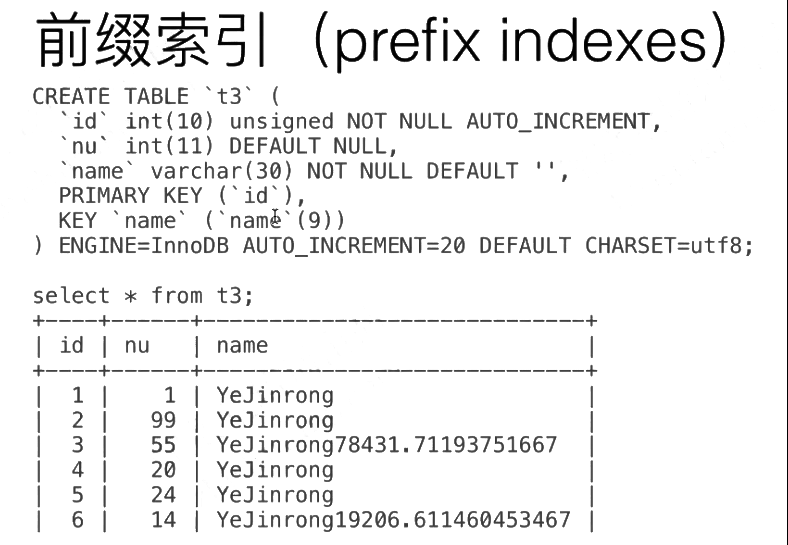 前缀索引（prefix indexes）
CREATE TABLE `t3` (
  `id` int(10) unsigned NOT NULL AUTO_INCREMENT,
  `nu` int(11) DEFAULT NULL,
  `name` varchar(30) NOT NULL DEFAULT '',
  PRIMARY KEY (`id`),
  KEY `name` (`name`(9))
) ENGINE=InnoDB AUTO_INCREMENT=20 DEFAULT CHARSET=utf8;
select * from t3;
+----+------+-------------------------------+
| id | nu   | name                          |
+----+------+-------------------------------+
|  1 |    1 | YeJinrong                     |
|  2 |   99 | YeJinrong                     |
|  3 |   55 | YeJinrong78431.71193751667    |
|  4 |   20 | YeJinrong                     |
|  5 |   24 | YeJinrong                     |
|  6 |   14 | YeJinrong19206.611460453467   |